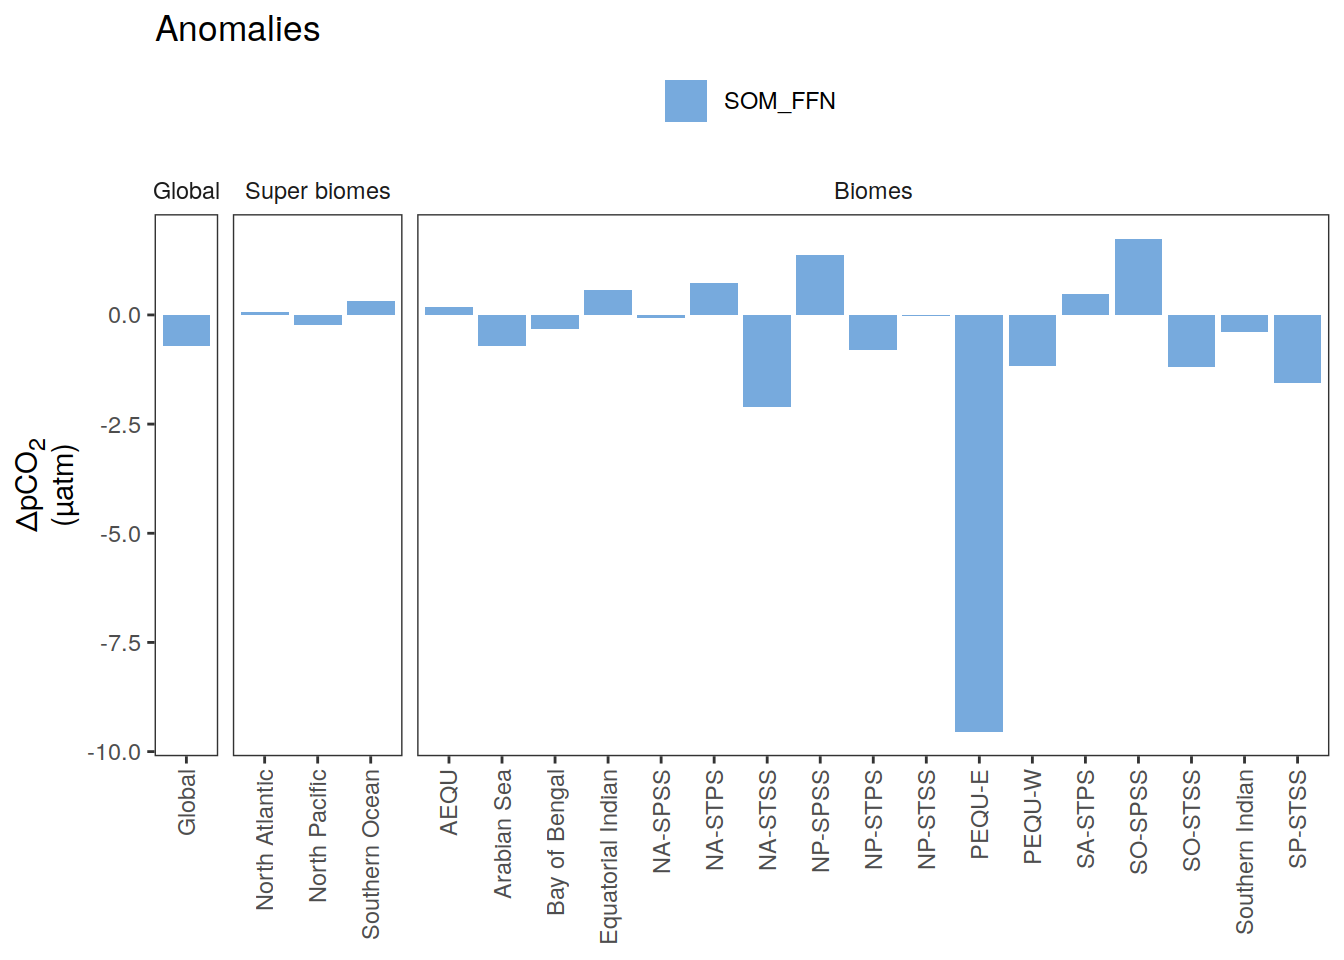 Anomalies
SOM_FFN
Global
Super biomes
Biomes
ΔpCO₂
(µatm)
0.0
-2.5
-5.0
-7.5
-10.0
Global
North Atlantic
North Pacific
Southern Ocean
AEQU
Arabian Sea
Bay of Bengal
Equatorial Indian
NA-SPSS
NA-STPS
NA-STSS
NP-SPSS
NP-STPS
NP-STSS
PEQU-E
PEQU-W
SA-STPS
SO-SPSS
SO-STSS
Southern Indian
SP-STSS